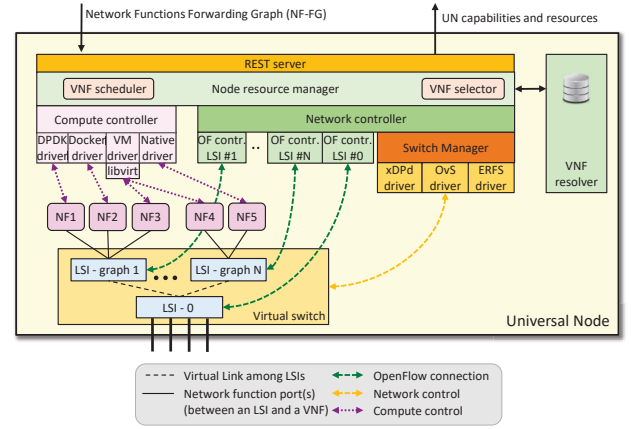 Network Functions Forwarding Graph (NF-FG)
UN capabilities and resources
REST server
VNF scheduler
Node resource manager
VNF selector
Compute controller
Network controller
DPDK driver
Docker driver
VM driver
Native driver
libvirt
OF contr. LSI #1
..
OF contr. LSI #N
OF contr. LSI #0
Switch Manager
xDPd driver
OvS driver
ERFS driver
VNF resolver
NF1
NF2
NF3
NF4
NF5
LSI - graph 1
...
LSI - graph N
LSI - 0
Virtual switch
Universal Node
Virtual Link among LSIs
Network function port(s)
(between an LSI and a VNF)
OpenFlow connection
Network control
Compute control